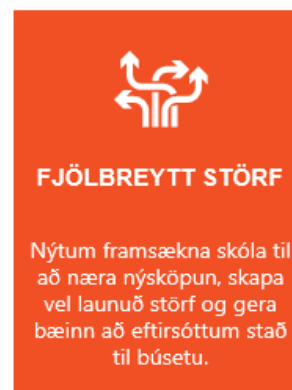 FJÖLBREYTT STÖRF
Nýtum framsækna skóla til
að næra nýsköpun, skapa
vel launuð störf og gera
bæinn að eftirsóttum stað
til búsetu.